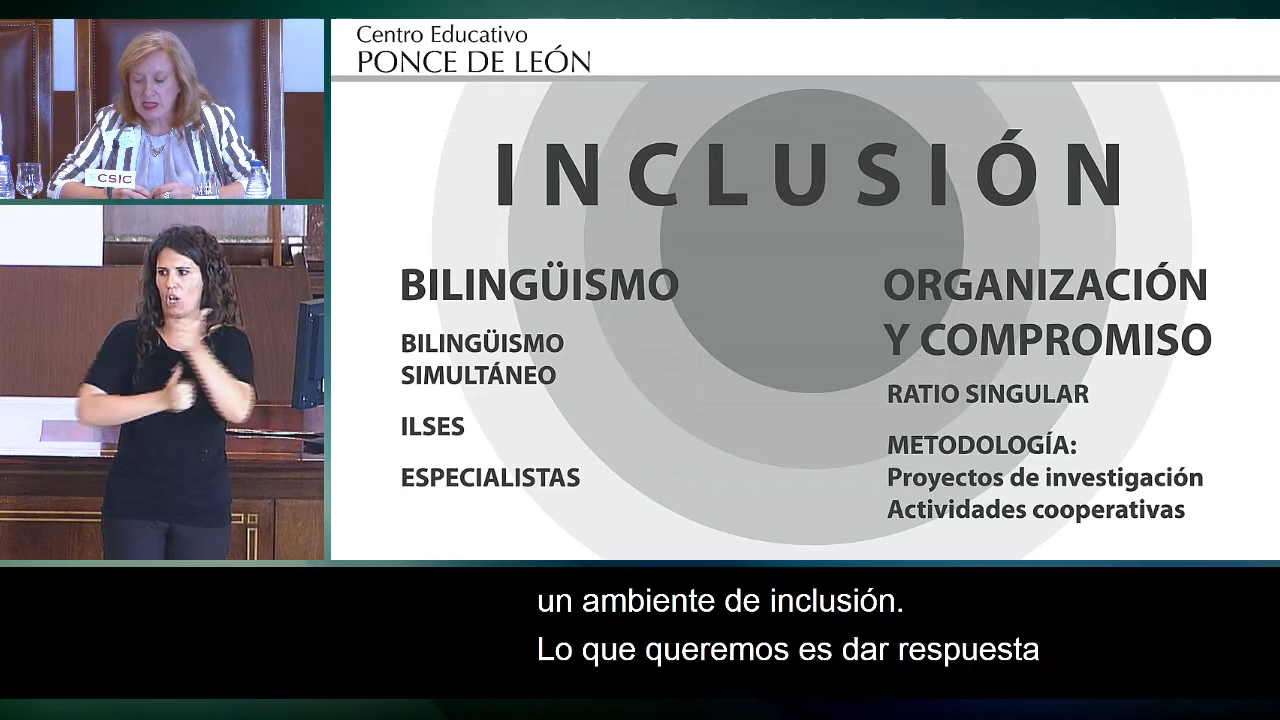 Centro Educativo
PONCE DE LEÓN
CSIC
INCLUSIÓN
BILINGÜISMO
BILINGÜISMO
SIMULTÁNEO
ILSES
ESPECIALISTAS
ORGANIZACIÓN
Y COMPROMISO
RATIO SINGULAR
METODOLOGÍA:
Proyectos de investigación
Actividades cooperativas
un ambiente de inclusión.
Lo que queremos es dar respuesta